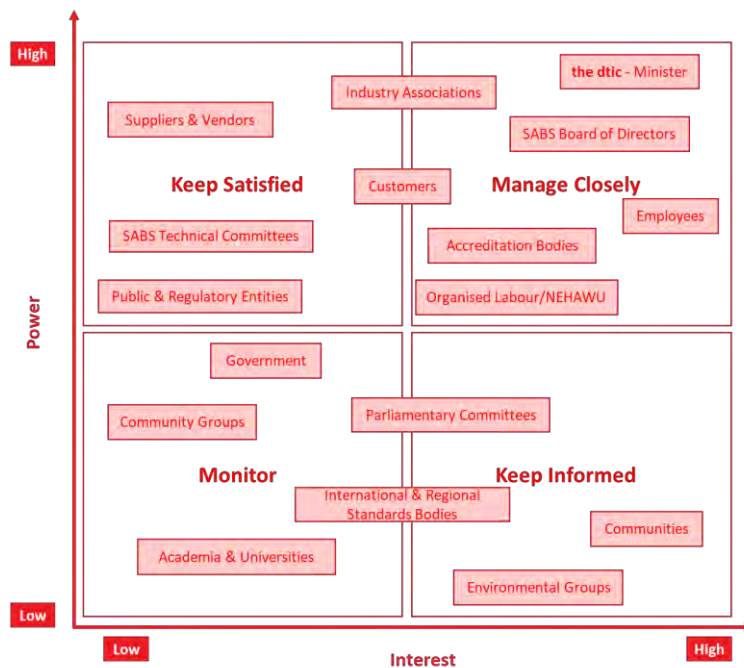 High
the dtic - Minister
Industry Associations
Suppliers & Vendors
SABS Board of Directors
Keep Satisfied
Customers
Manage Closely
Employees
SABS Technical Committees
Accreditation Bodies
Public & Regulatory Entities
Organised Labour/NEHAWU
Power
Government
Community Groups
Parliamentary Committees
Monitor
Keep Informed
International & Regional
Standards Bodies
Communities
Academia & Universities
Environmental Groups
Low
Low
Interest
High